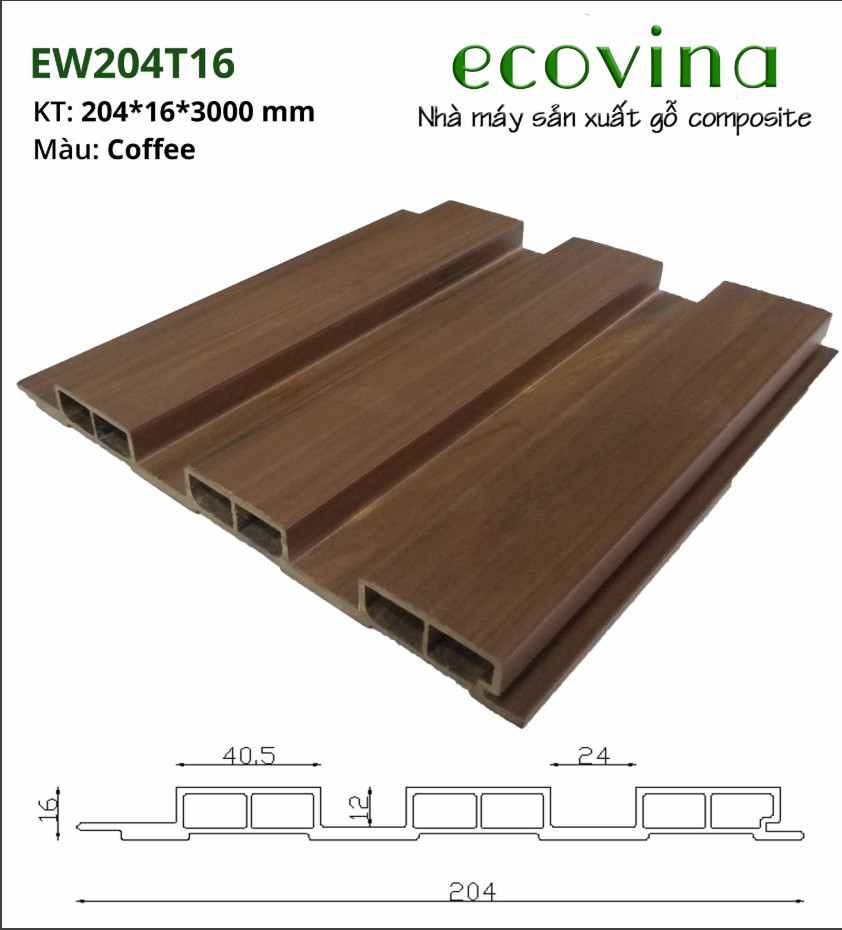 EW204T16
KT: 204*16*3000 mm
Màu: Coffee
ecovina
Nhà máy sản xuất gỗ composite
40,5
24
16
12
204